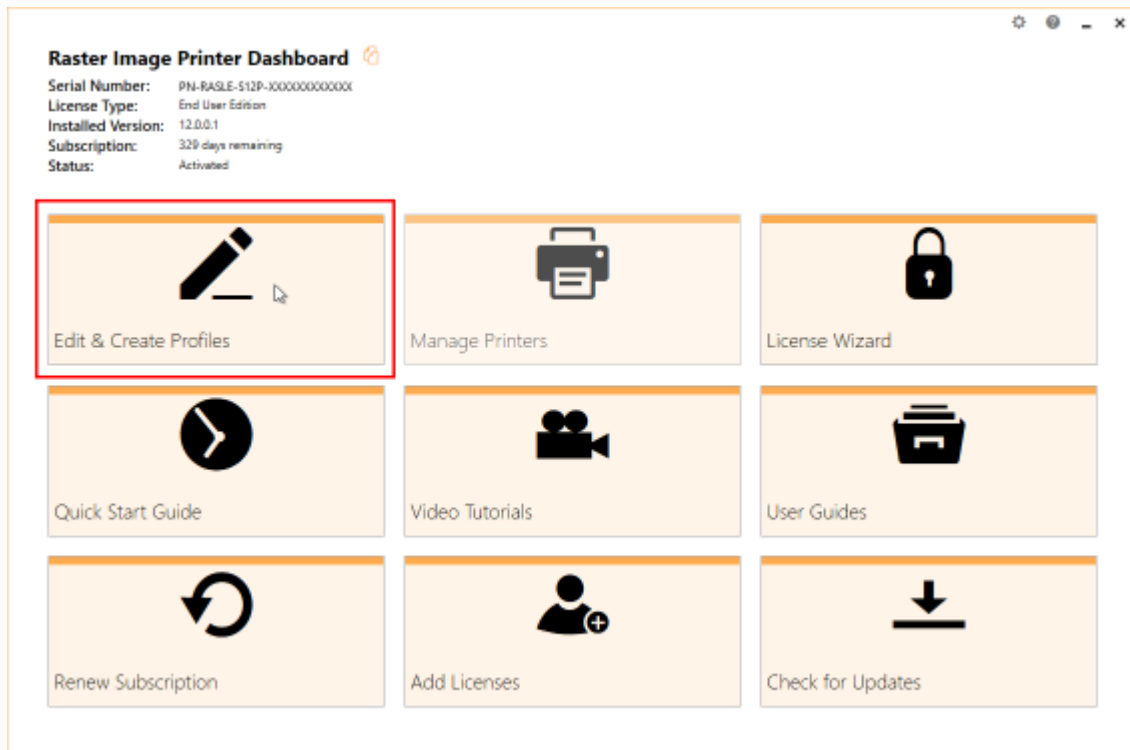 Raster Image Printer Dashboard
Serial Number: PN-RASLE-S12P-XXXXXXXXXXXX
License Type: End User Edition
Installed Version: 12.0.0.1
Subscription: 329 days remaining
Status: Activated
Edit & Create Profiles
Manage Printers
License Wizard
Quick Start Guide
Video Tutorials
User Guides
Renew Subscription
Add Licenses
Check for Updates